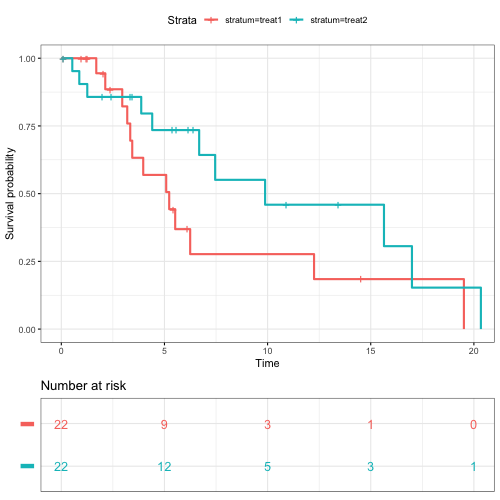 Strata stratum=treat1 stratum=treat2
1.00
0.75
0.50
0.25
0.00
Survival probability
0 5 10 15 20
Time
Number at risk
22 9 3 1 0
22 12 5 3 1